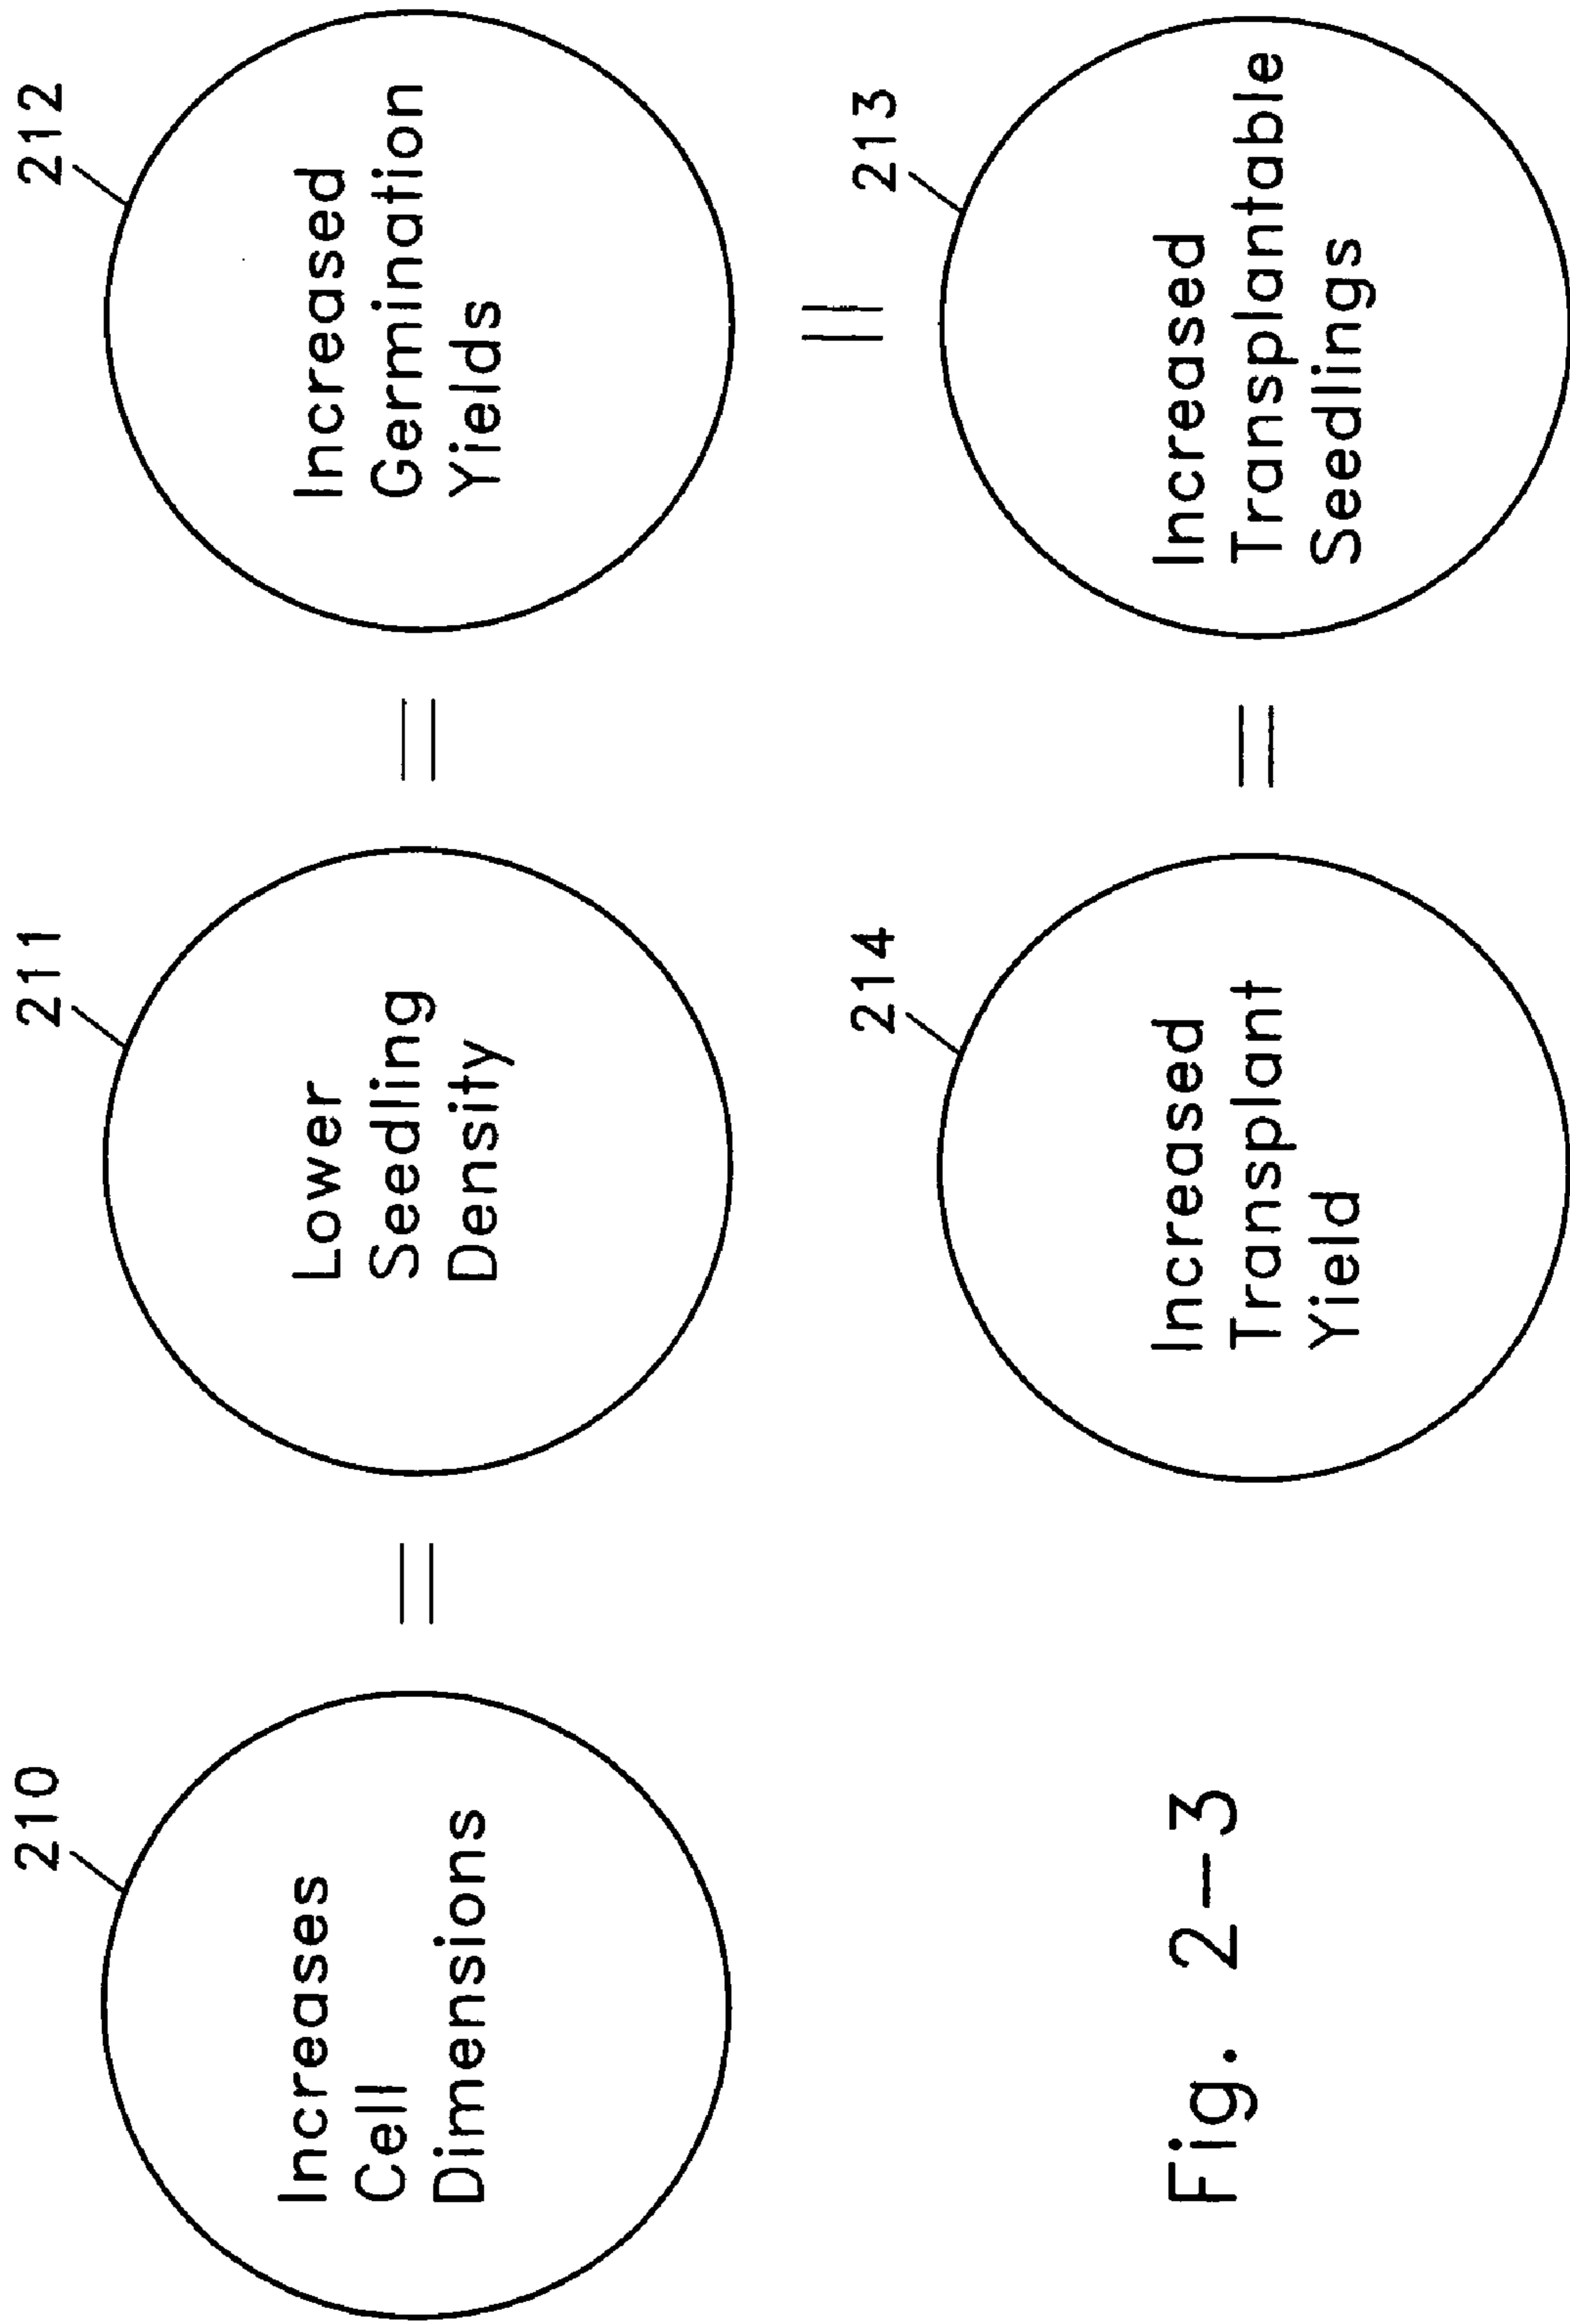 210
Increases
Cell
Dimensions
211
Lower
Seedling
Density
212
Increased
Germination
Yields
213
Increased
Transplantable
Seedlings
214
Increased
Transplant
Yield
Fig. 2-3